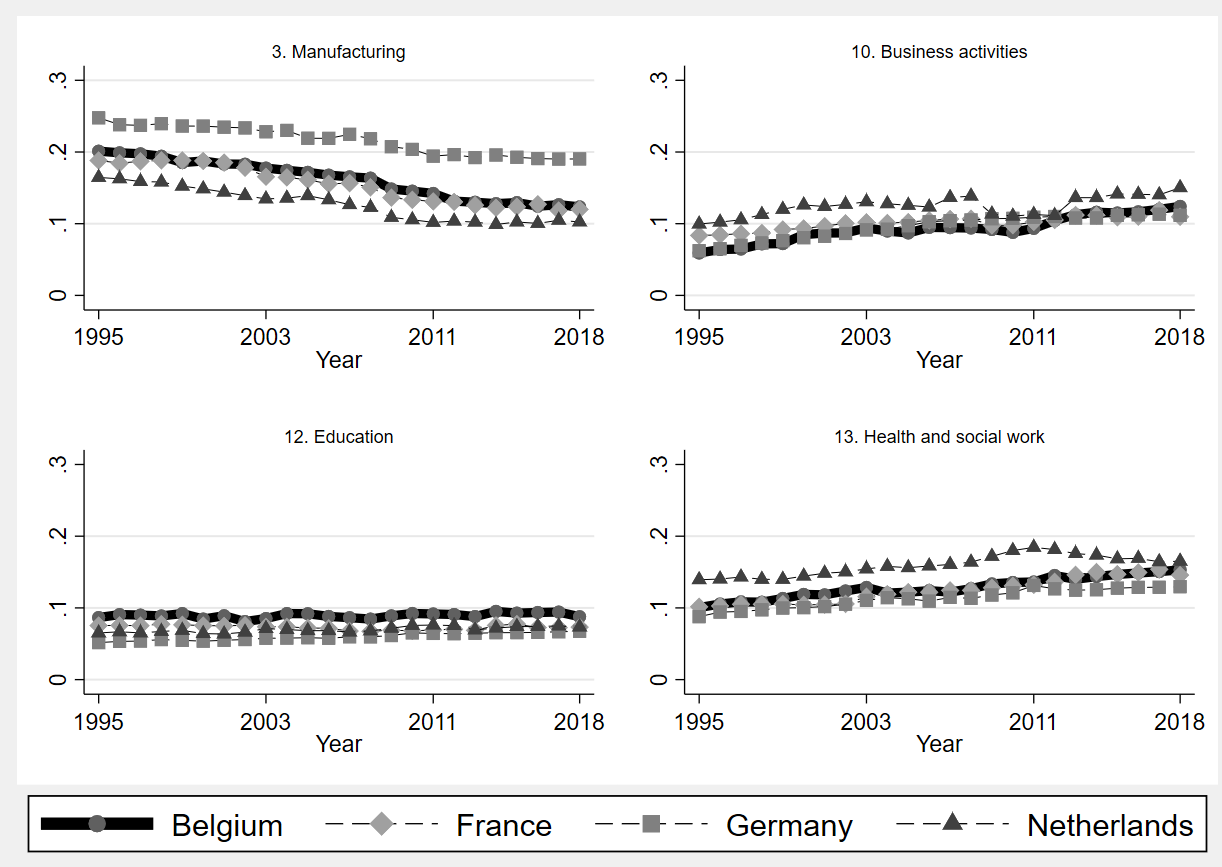 3. Manufacturing
.3
.2
.1
0
1995 2003 2011 2018
Year
10. Business activities
.3
.2
.1
0
1995 2003 2011 2018
Year
12. Education
.3
.2
.1
0
1995 2003 2011 2018
Year
13. Health and social work
.3
.2
.1
0
1995 2003 2011 2018
Year
Belgium France Germany Netherlands